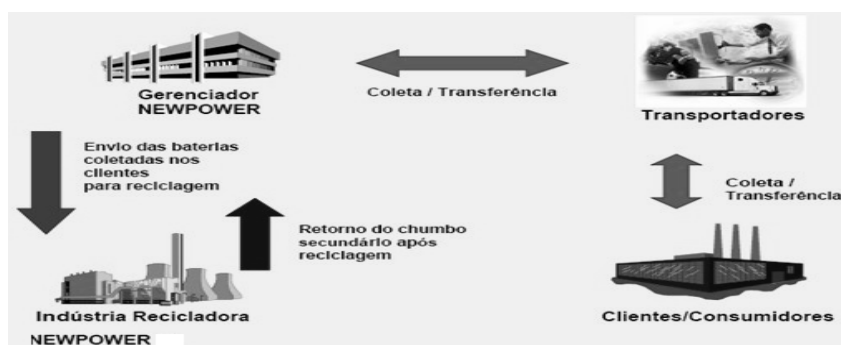 Gerenciador
NEWPOWER
Coleta / Transferência
Transportadores
Envio das baterias
coletadas nos
clientes
para reciclagem
Coleta /
Transferência
Retorno do chumbo
secundário após
reciclagem
Indústria Recicladora
NEWPOWER
Clientes/Consumidores